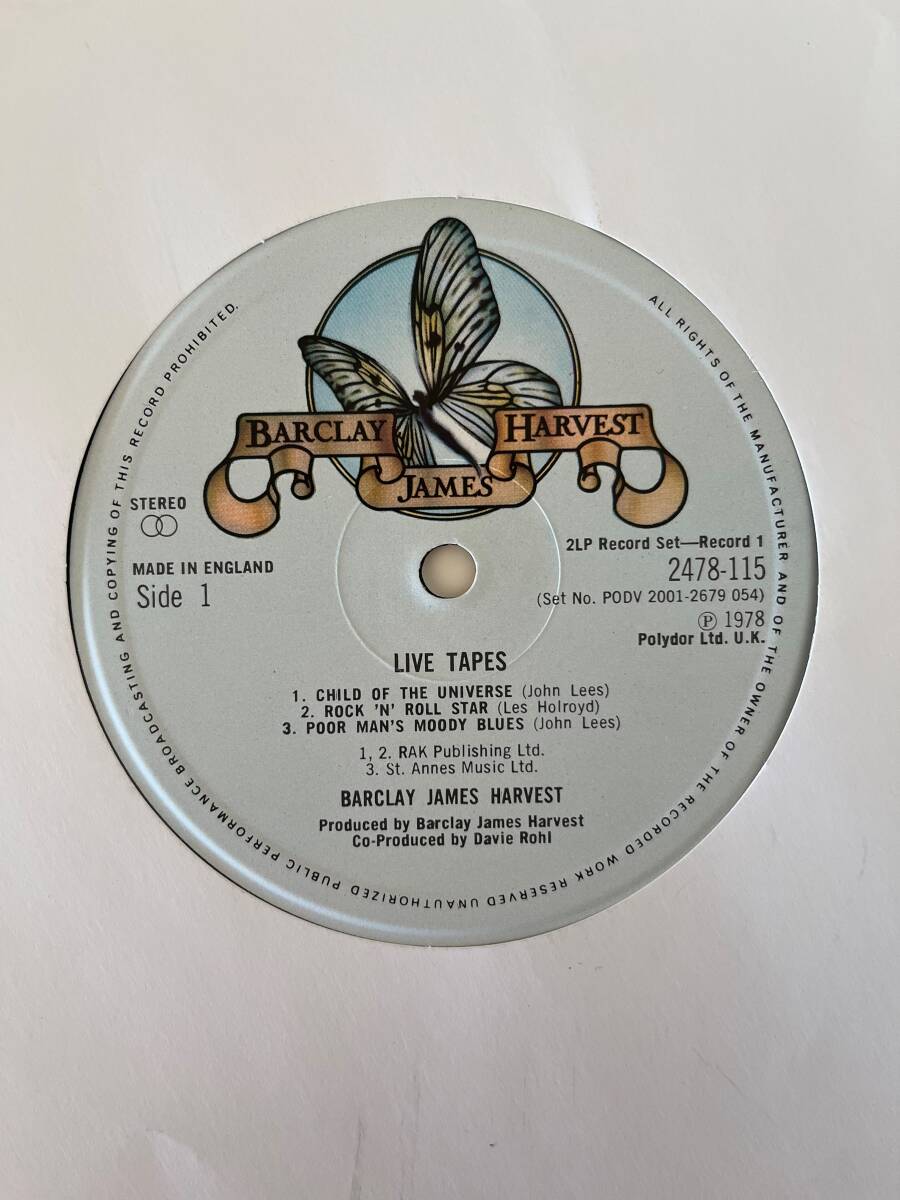 BARCLAY
JAMES
HARVEST
STEREO
MADE IN ENGLAND
Side 1
2LP Record Set—Record 1
2478-115
(Set No. PODV 2001-2679 054)
Ⓟ 1978
Polydor Ltd. U.K.
LIVE TAPES
1. CHILD OF THE UNIVERSE (John Lees)
2. ROCK 'N' ROLL STAR (Les Holroyd)
3. POOR MAN'S MOODY BLUES (John Lees)
1, 2. RAK Publishing Ltd.
3. St. Annes Music Ltd.
BARCLAY JAMES HARVEST
Produced by Barclay James Harvest
Co-Produced by Davie Rohl
ALL RIGHTS OF THE MANUFACTURER AND OF THE OWNER OF THE RECORDED WORK RESERVED UNAUTHORIZED PUBLIC PERFORMANCE BROADCASTING AND COPYING OF THIS RECORD PROHIBITED.